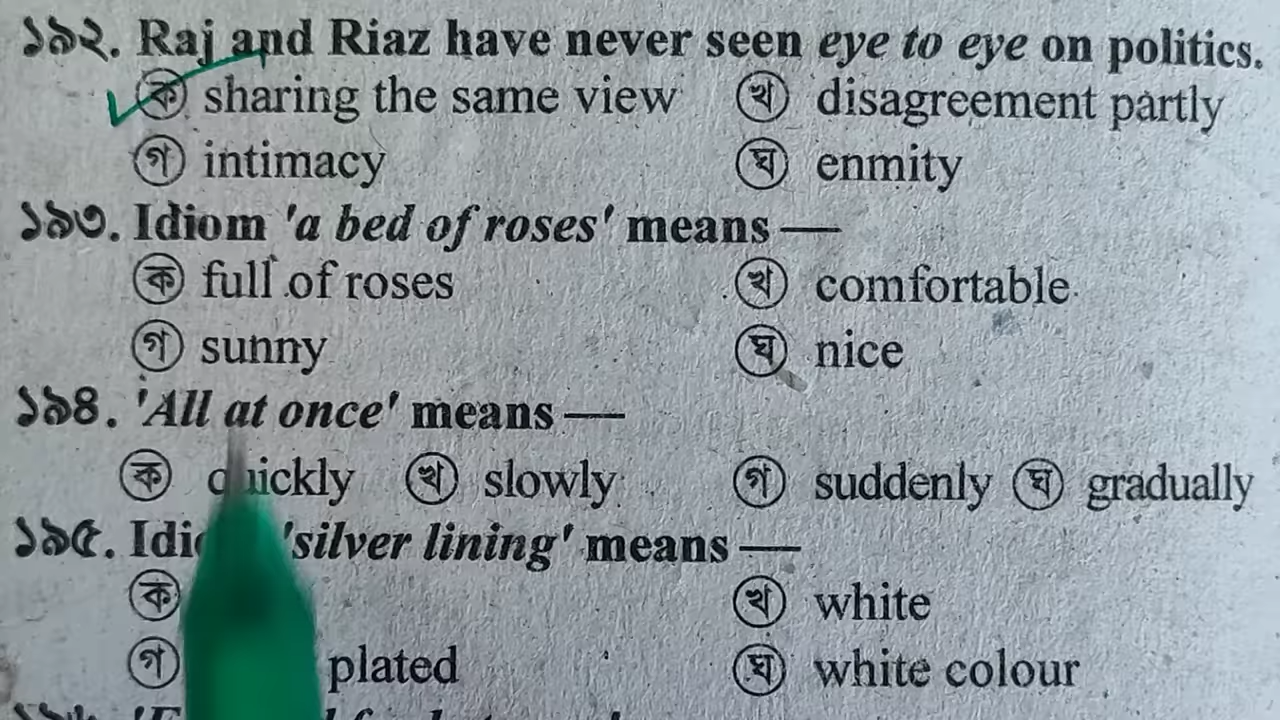 ১৯২. Raj and Riaz have never seen eye to eye on politics.
ক sharing the same view খ disagreement partly
গ intimacy ঘ enmity
১৯৩. Idiom 'a bed of roses' means —
ক full of roses খ comfortable
গ sunny ঘ nice
১৯৪. 'All at once' means —
ক quickly খ slowly গ suddenly ঘ gradually
১৯৫. 'silver lining' means —
ক খ white
গ plated ঘ white colour